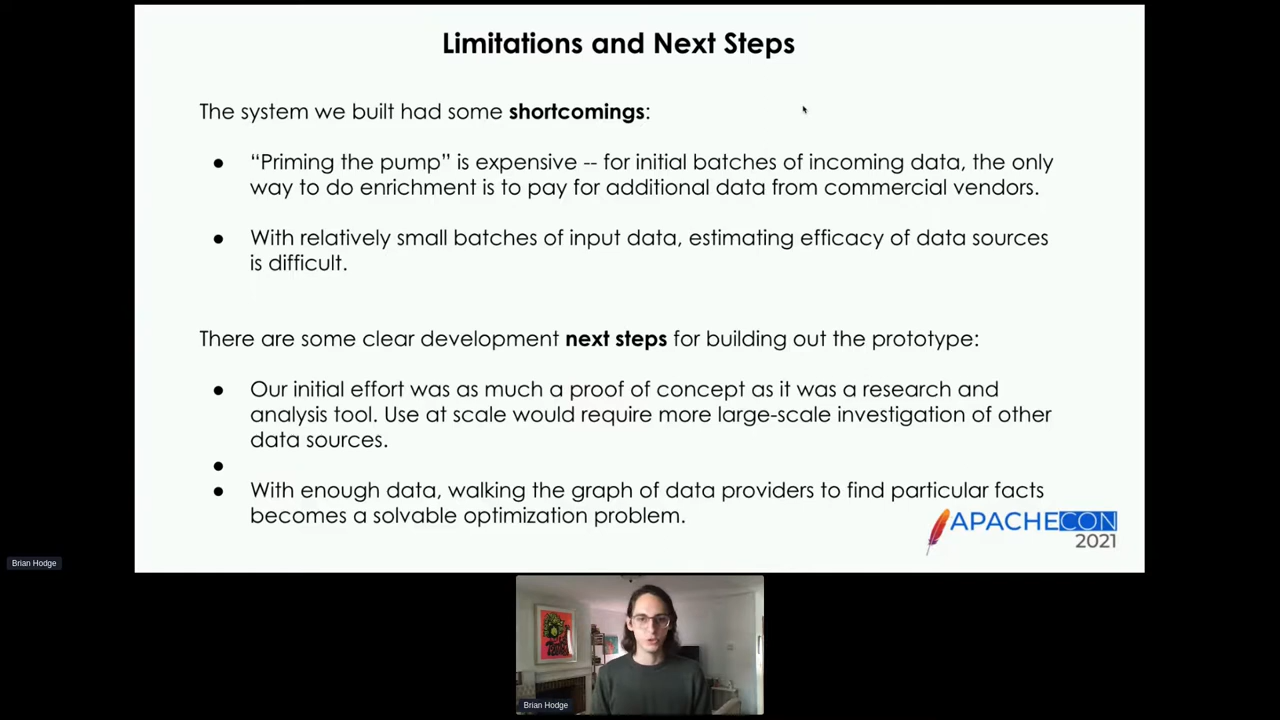 Limitations and Next Steps
The system we built had some shortcomings:
● “Priming the pump” is expensive -- for initial batches of incoming data, the only
way to do enrichment is to pay for additional data from commercial vendors.
● With relatively small batches of input data, estimating efficacy of data sources
is difficult.
There are some clear development next steps for building out the prototype:
● Our initial effort was as much a proof of concept as it was a research and
analysis tool. Use at scale would require more large-scale investigation of other
data sources.
●
● With enough data, walking the graph of data providers to find particular facts
becomes a solvable optimization problem.
APACHECON
2021
Brian Hodge
Brian Hodge